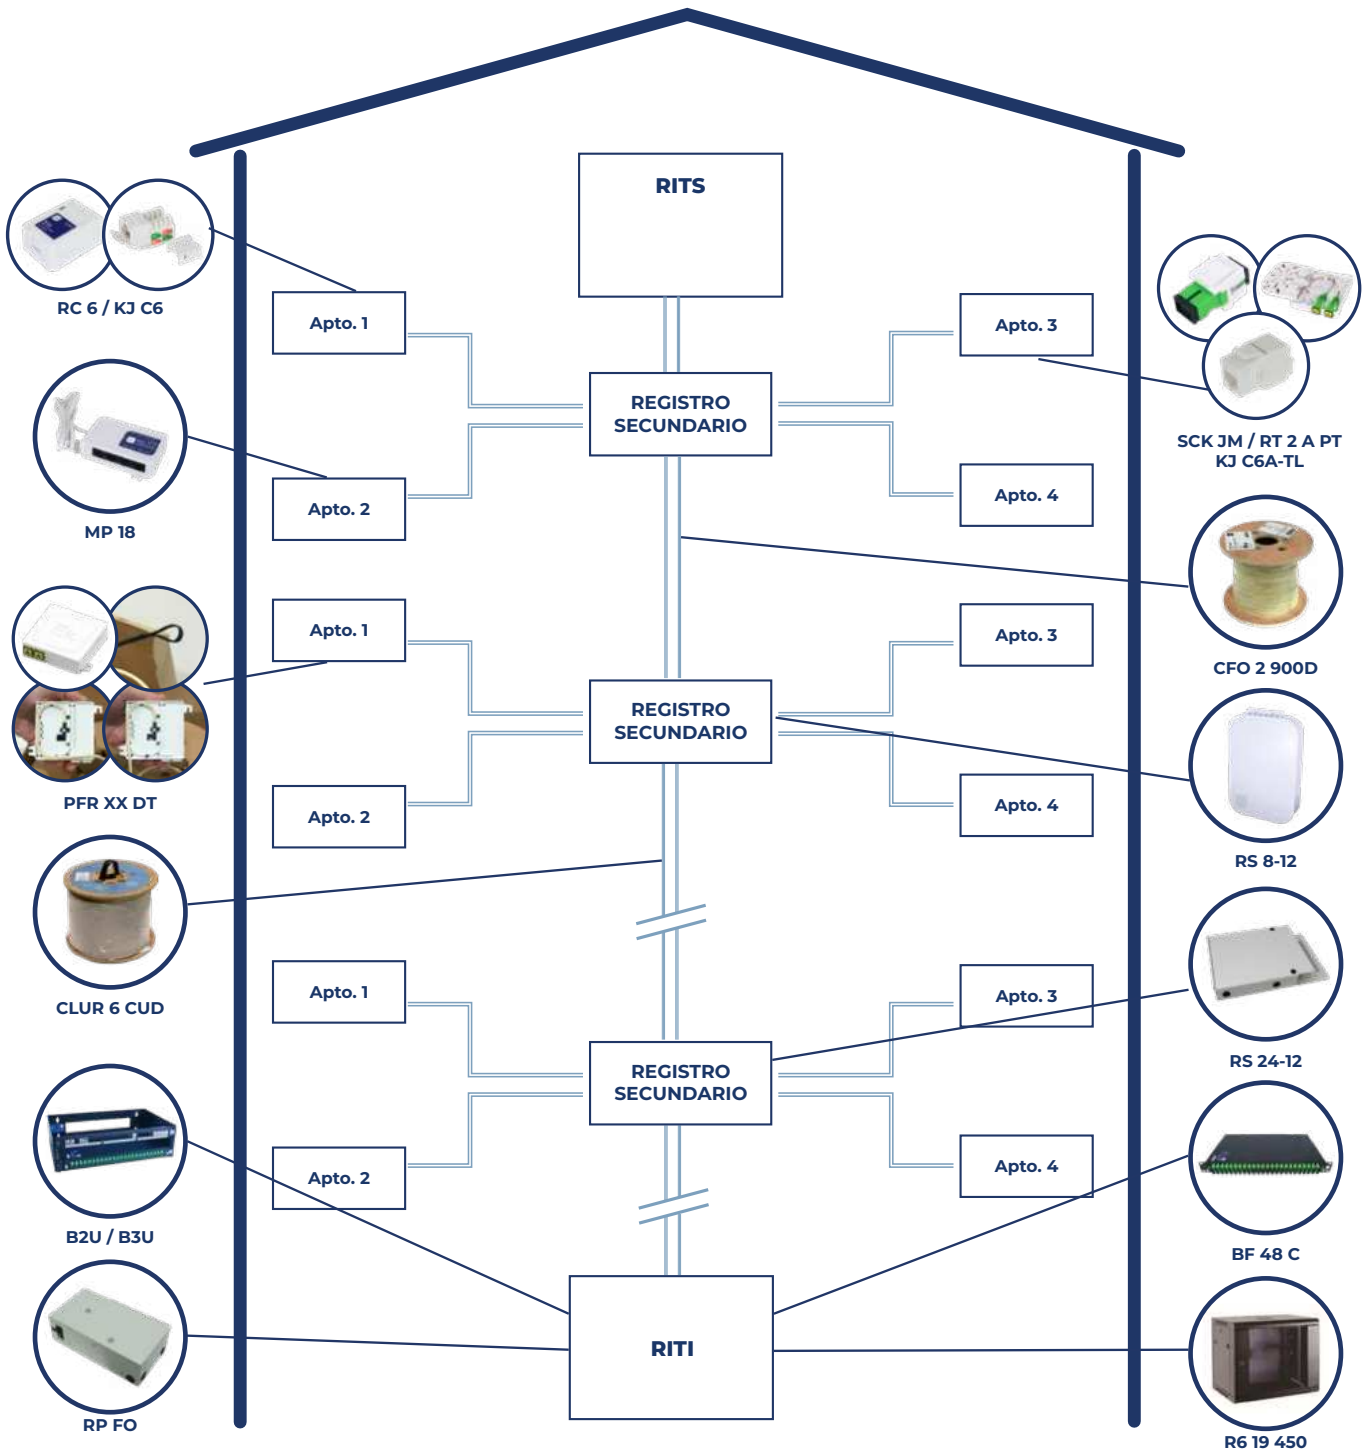 RITS
RC 6 / KJ C6
Apto. 1
Apto. 3
REGISTRO
SECUNDARIO
SCK JM / RT 2 A PT
KJ C6A-TL
MP 18
Apto. 2
Apto. 4
CFO 2 900D
Apto. 1
Apto. 3
REGISTRO
SECUNDARIO
PFR XX DT
Apto. 2
Apto. 4
RS 8-12
CLUR 6 CUD
Apto. 1
Apto. 3
RS 24-12
REGISTRO
SECUNDARIO
Apto. 2
Apto. 4
B2U / B3U
BF 48 C
RITI
RP FO
R6 19 450